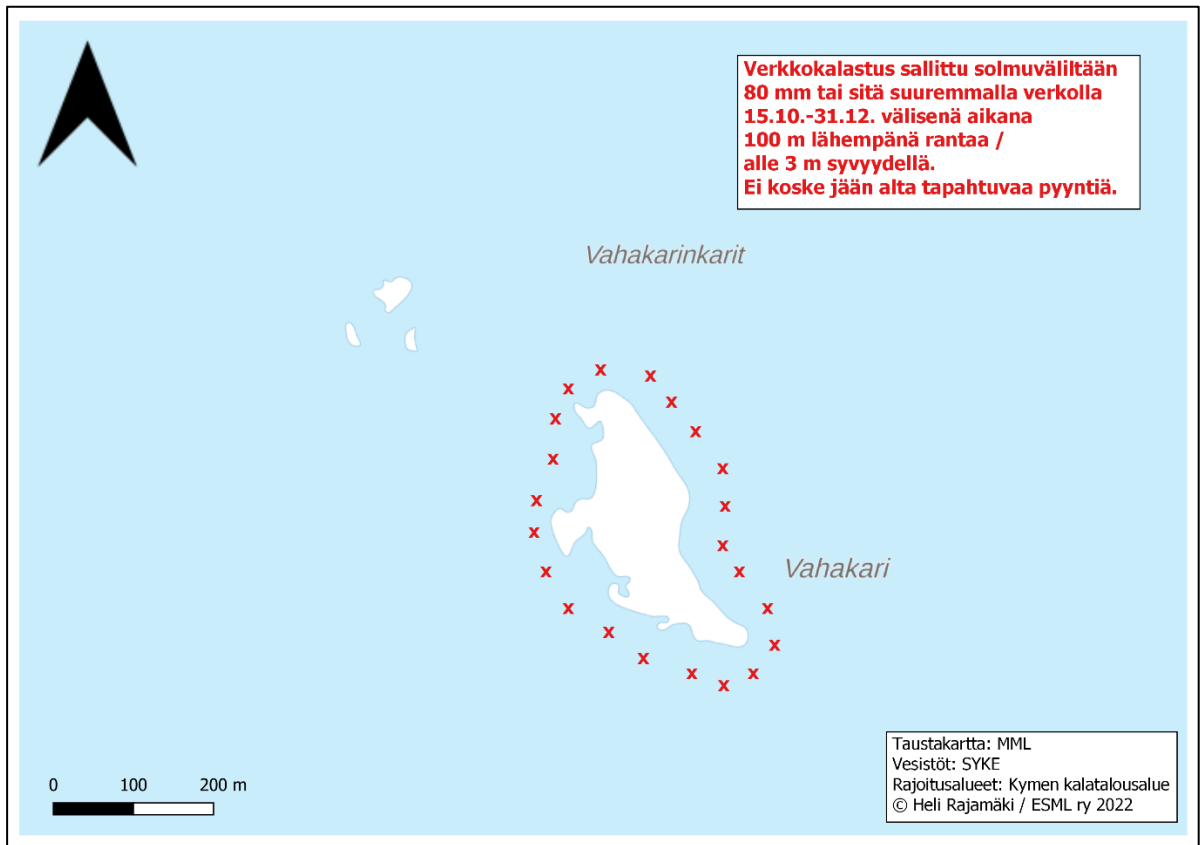 Verkkokalastus sallittu solmuväliltään
80 mm tai sitä suuremmalla verkolla
15.10.-31.12. välisenä aikana
100 m lähempänä rantaa /
alle 3 m syvyydellä.
Ei koske jään alta tapahtuvaa pyyntiä.
Vahakarinkarit
Vahakari
0 100 200 m
Taustakartta: MML
Vesistöt: SYKE
Rajoitusalueet: Kymen kalatalousalue
© Heli Rajamäki / ESML ry 2022